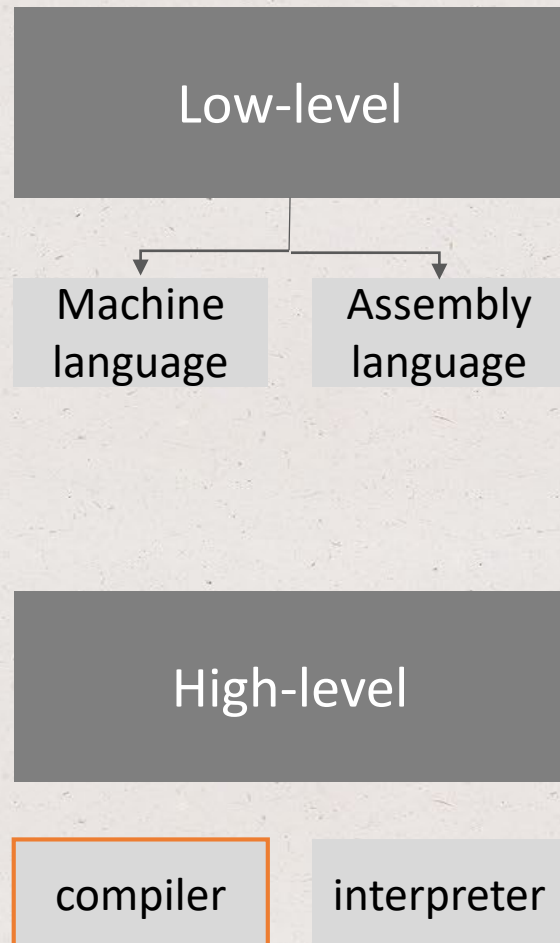 Low-level
Machine
language
Assembly
language
High-level
compiler
interpreter